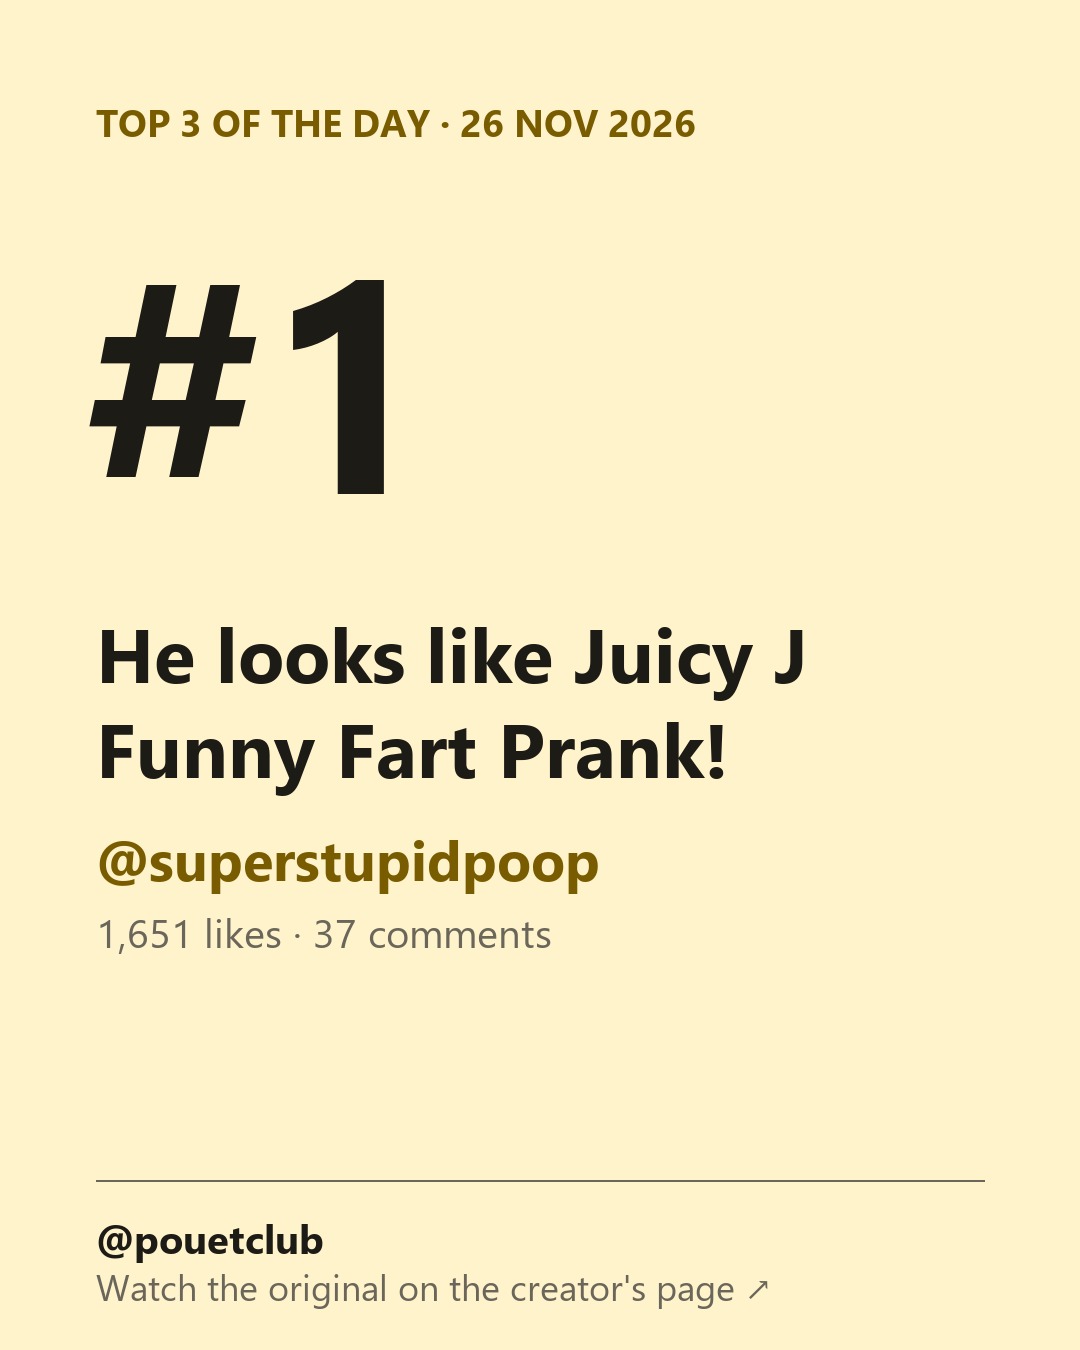 TOP 3 OF THE DAY · 26 NOV 2026
#1
He looks like Juicy J
Funny Fart Prank!
@superstupidpoop
1,651 likes · 37 comments
@pouetclub
Watch the original on the creator's page ↗